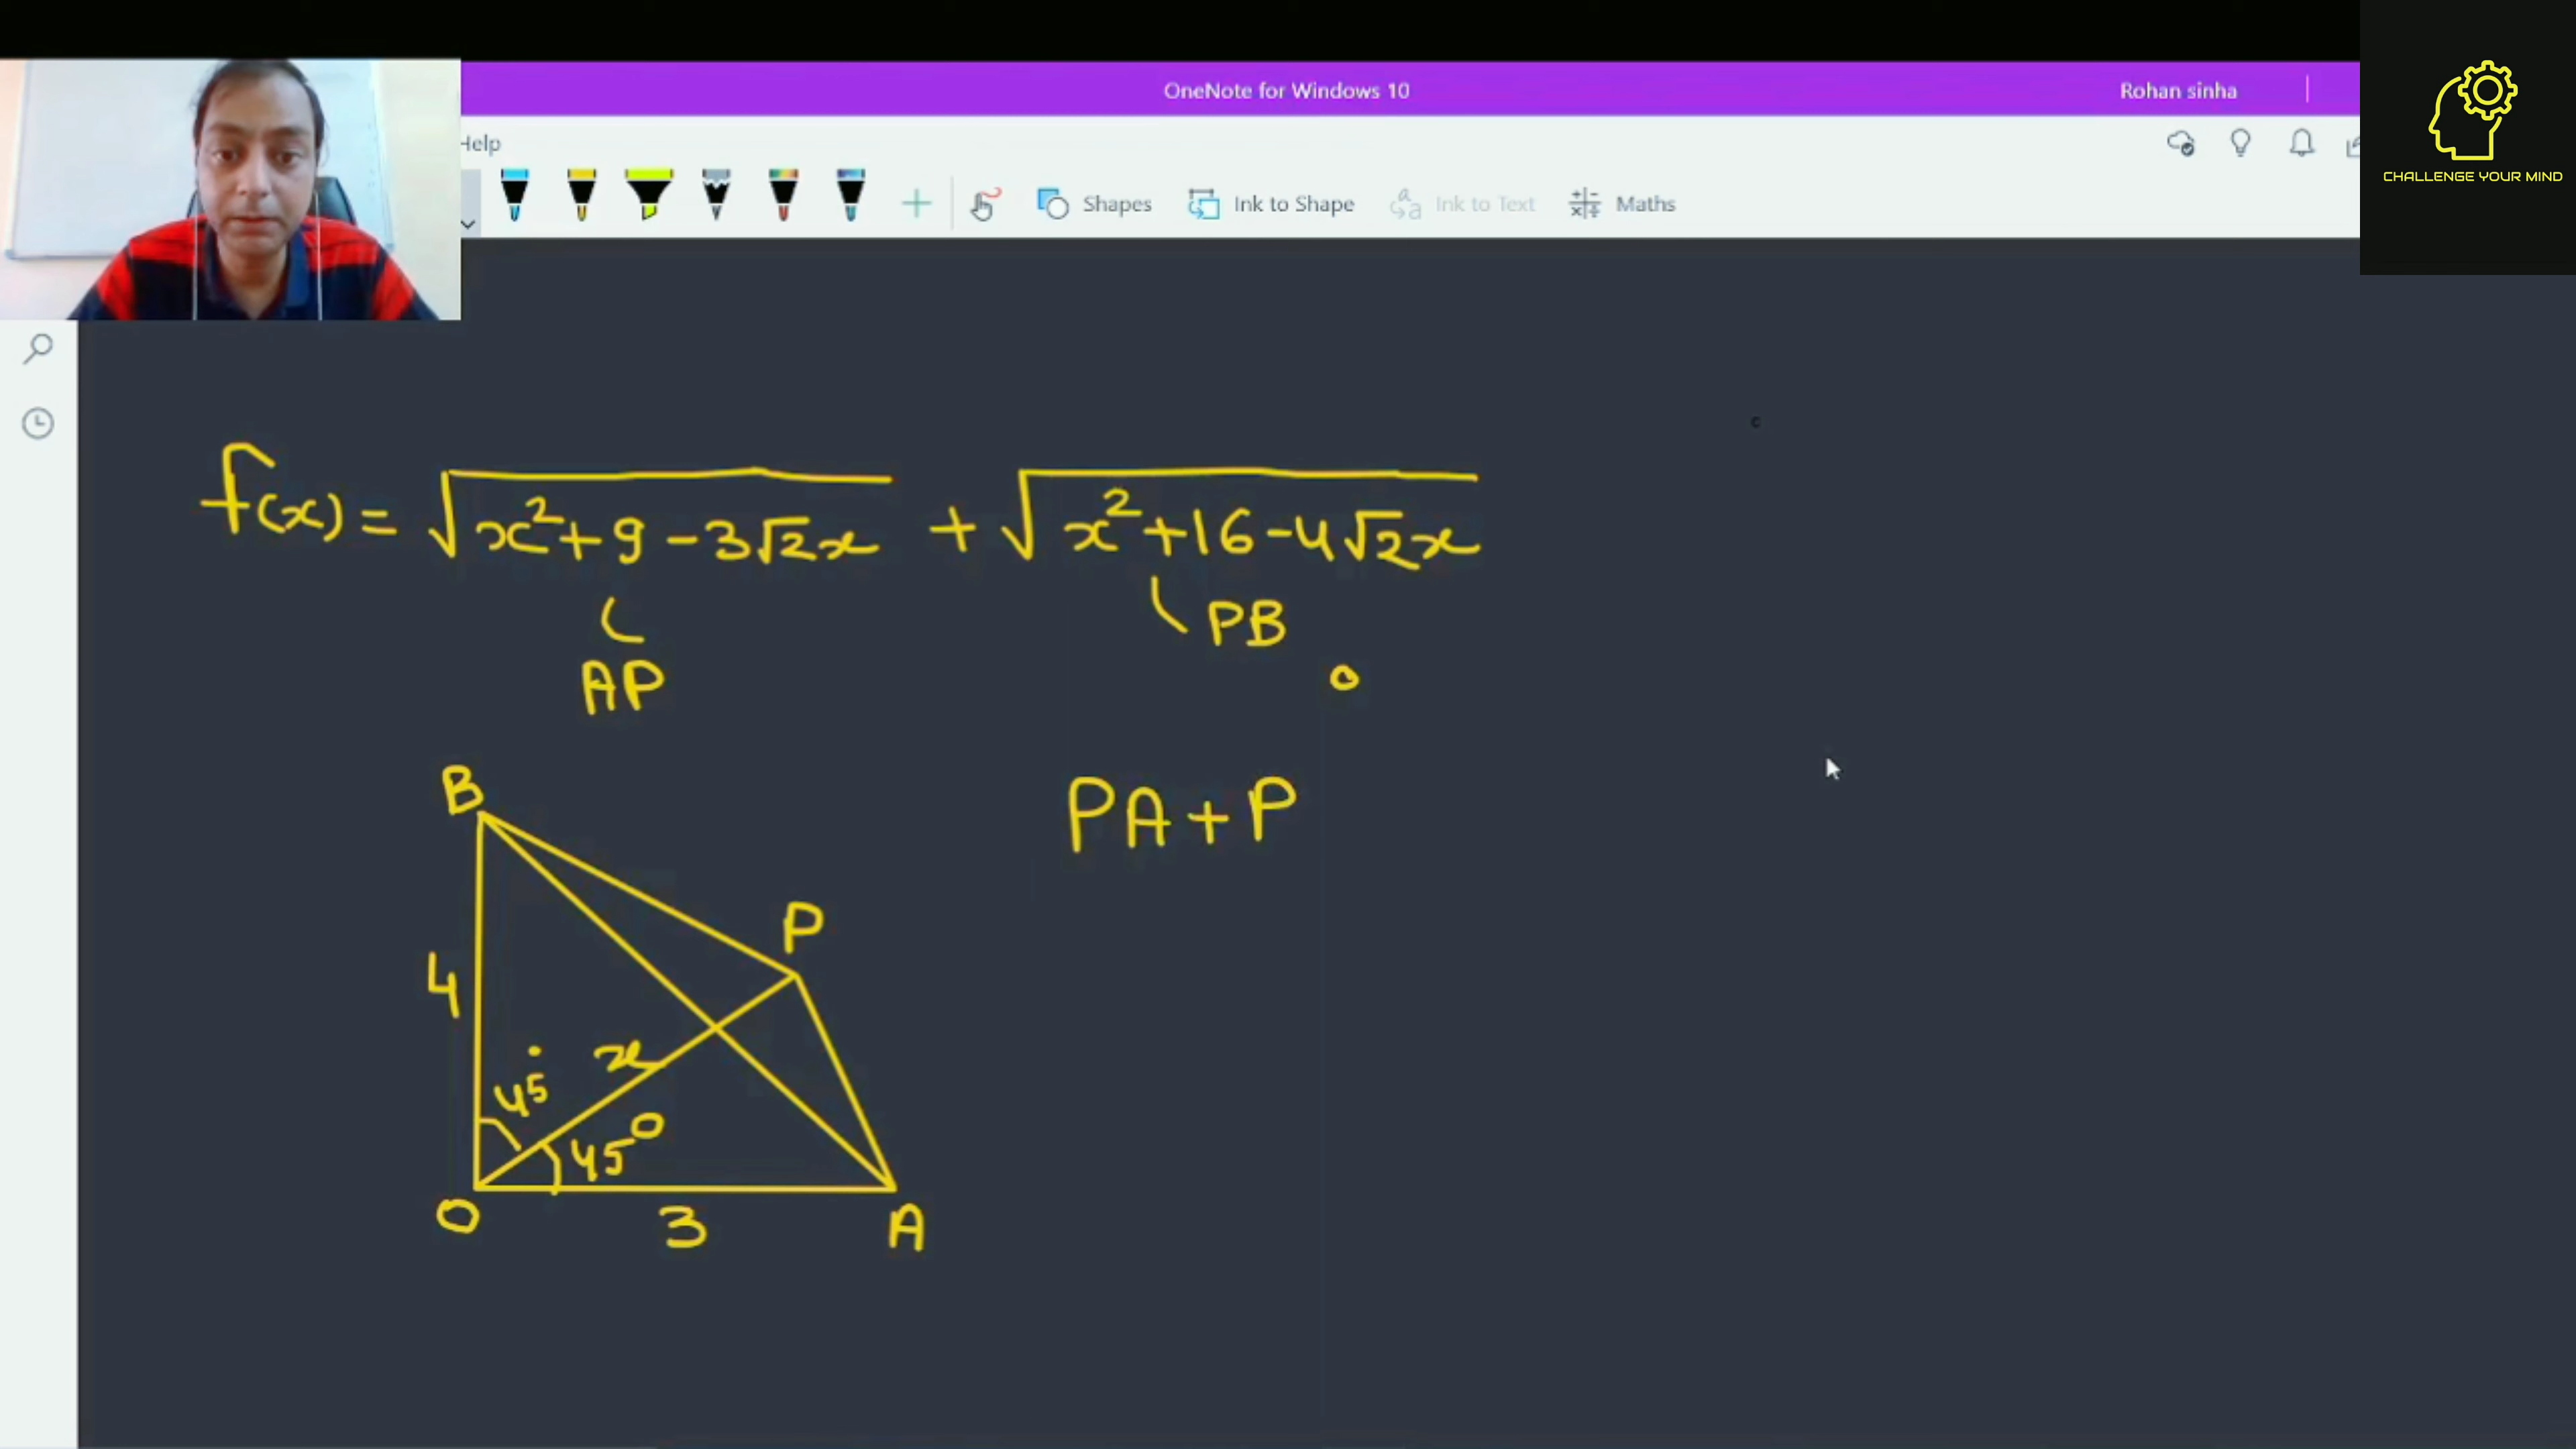 OneNote for Windows 10
Rohan sinha
CHALLENGE YOUR MIND
Help
Shapes
Ink to Shape
Ink to Text
Maths
f(x) = √(x²+9-3√2x) + √(x²+16-4√2x)
AP
PB
o
PA+P
B
P
4
x
45°
45°
O
3
A